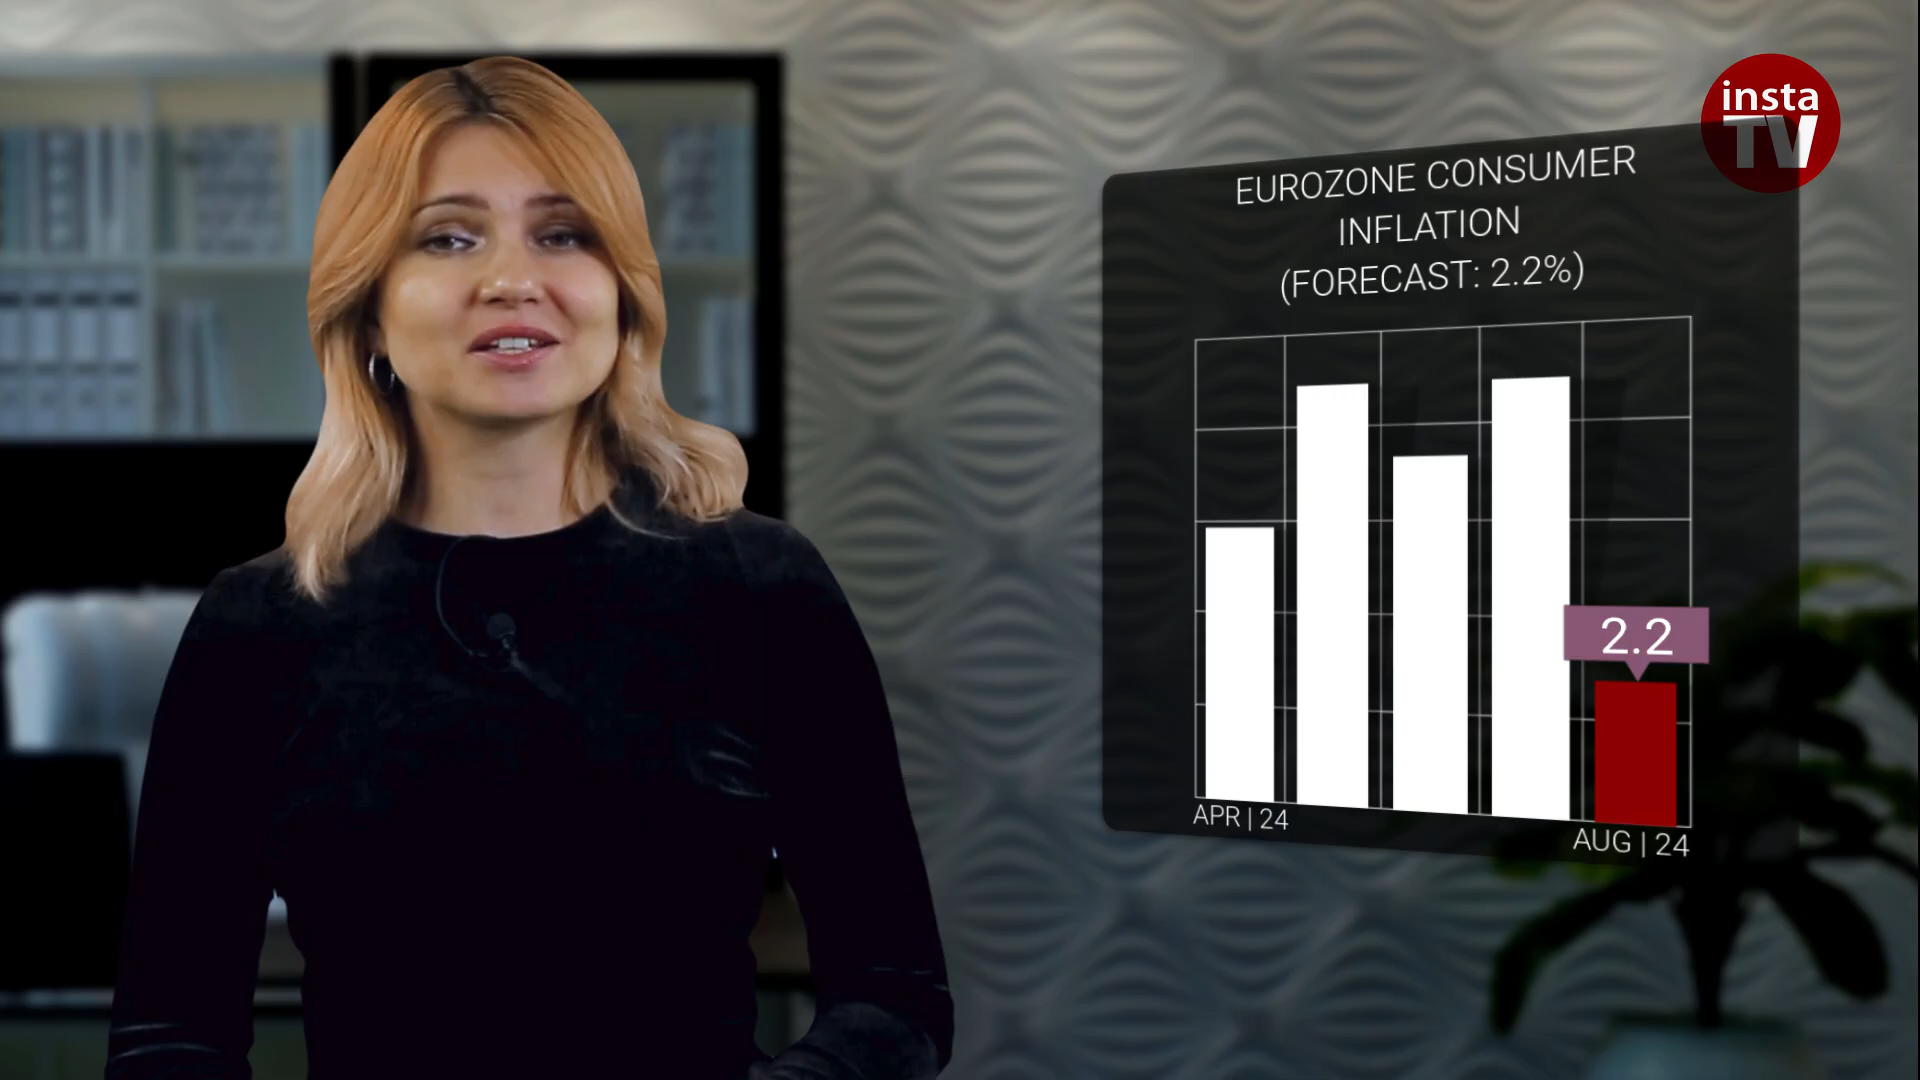 insta
TV
EUROZONE CONSUMER
INFLATION
(FORECAST: 2.2%)
2.2
APR | 24
AUG | 24